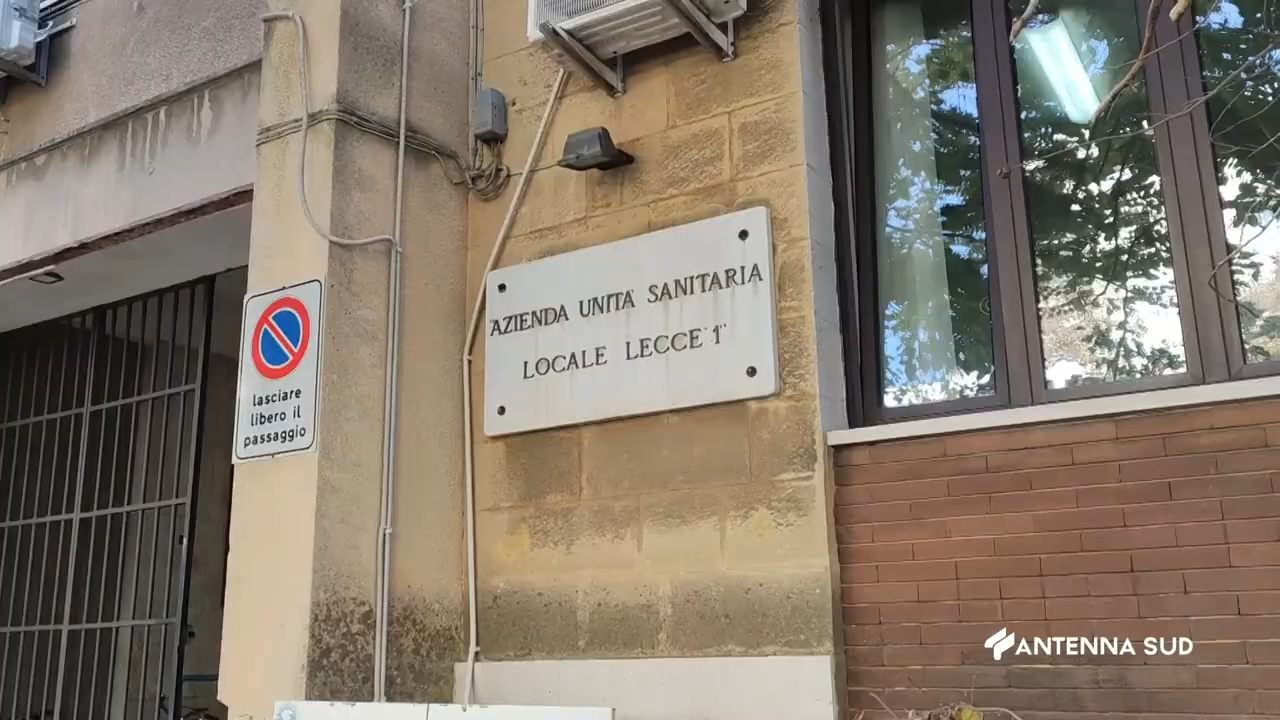 AZIENDA UNITA' SANITARIA
LOCALE LECCE "1"
lasciare
libero il
passaggio
ANTENNA SUD